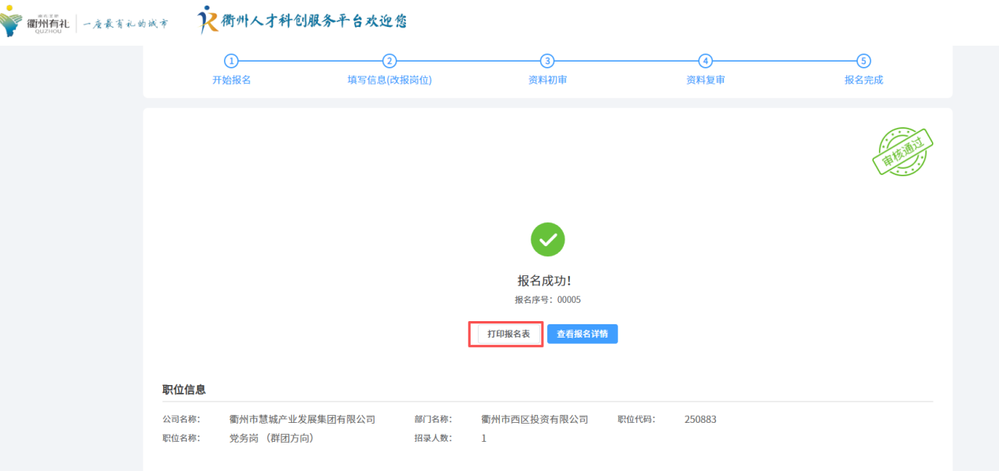 衢州有礼
QUZHOU
一座最有礼的城市
衢州人才科创服务平台欢迎您
1 2 3 4 5
开始报名 填写信息(改报岗位) 资料初审 资料复审 报名完成
审核通过
报名成功!
报名序号：00005
打印报名表 查看报名详情
职位信息
公司名称： 衢州市慧城产业发展集团有限公司 部门名称： 衢州市西区投资有限公司 职位代码： 250883
职位名称： 党务岗 （群团方向） 招录人数： 1